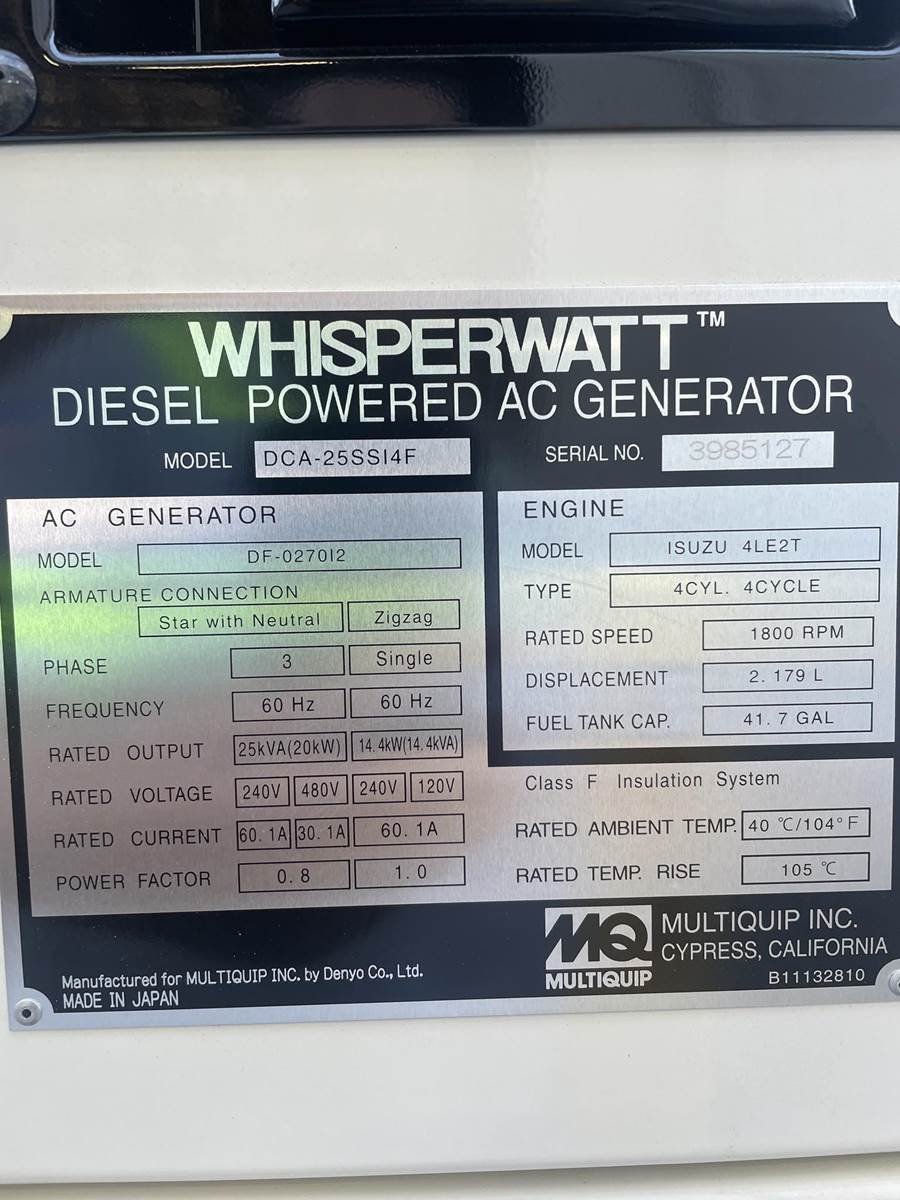 WHISPERWATT™
DIESEL POWERED AC GENERATOR
MODEL DCA-25SSI4F
SERIAL NO. 3985127
AC GENERATOR
MODEL DF-0270I2
ARMATURE CONNECTION
Star with Neutral Zigzag
PHASE 3 Single
FREQUENCY 60 Hz 60 Hz
RATED OUTPUT 25kVA(20kW) 14.4kW(14.4kVA)
RATED VOLTAGE 240V 480V 240V 120V
RATED CURRENT 60.1A 30.1A 60.1A
POWER FACTOR 0.8 1.0
ENGINE
MODEL ISUZU 4LE2T
TYPE 4CYL. 4CYCLE
RATED SPEED 1800 RPM
DISPLACEMENT 2.179 L
FUEL TANK CAP. 41.7 GAL
Class F Insulation System
RATED AMBIENT TEMP. 40 °C/104°F
RATED TEMP. RISE 105 °C
Manufactured for MULTIQUIP INC. by Denyo Co., Ltd.
MADE IN JAPAN
MQ
MULTIQUIP
MULTIQUIP INC.
CYPRESS, CALIFORNIA
B11132810